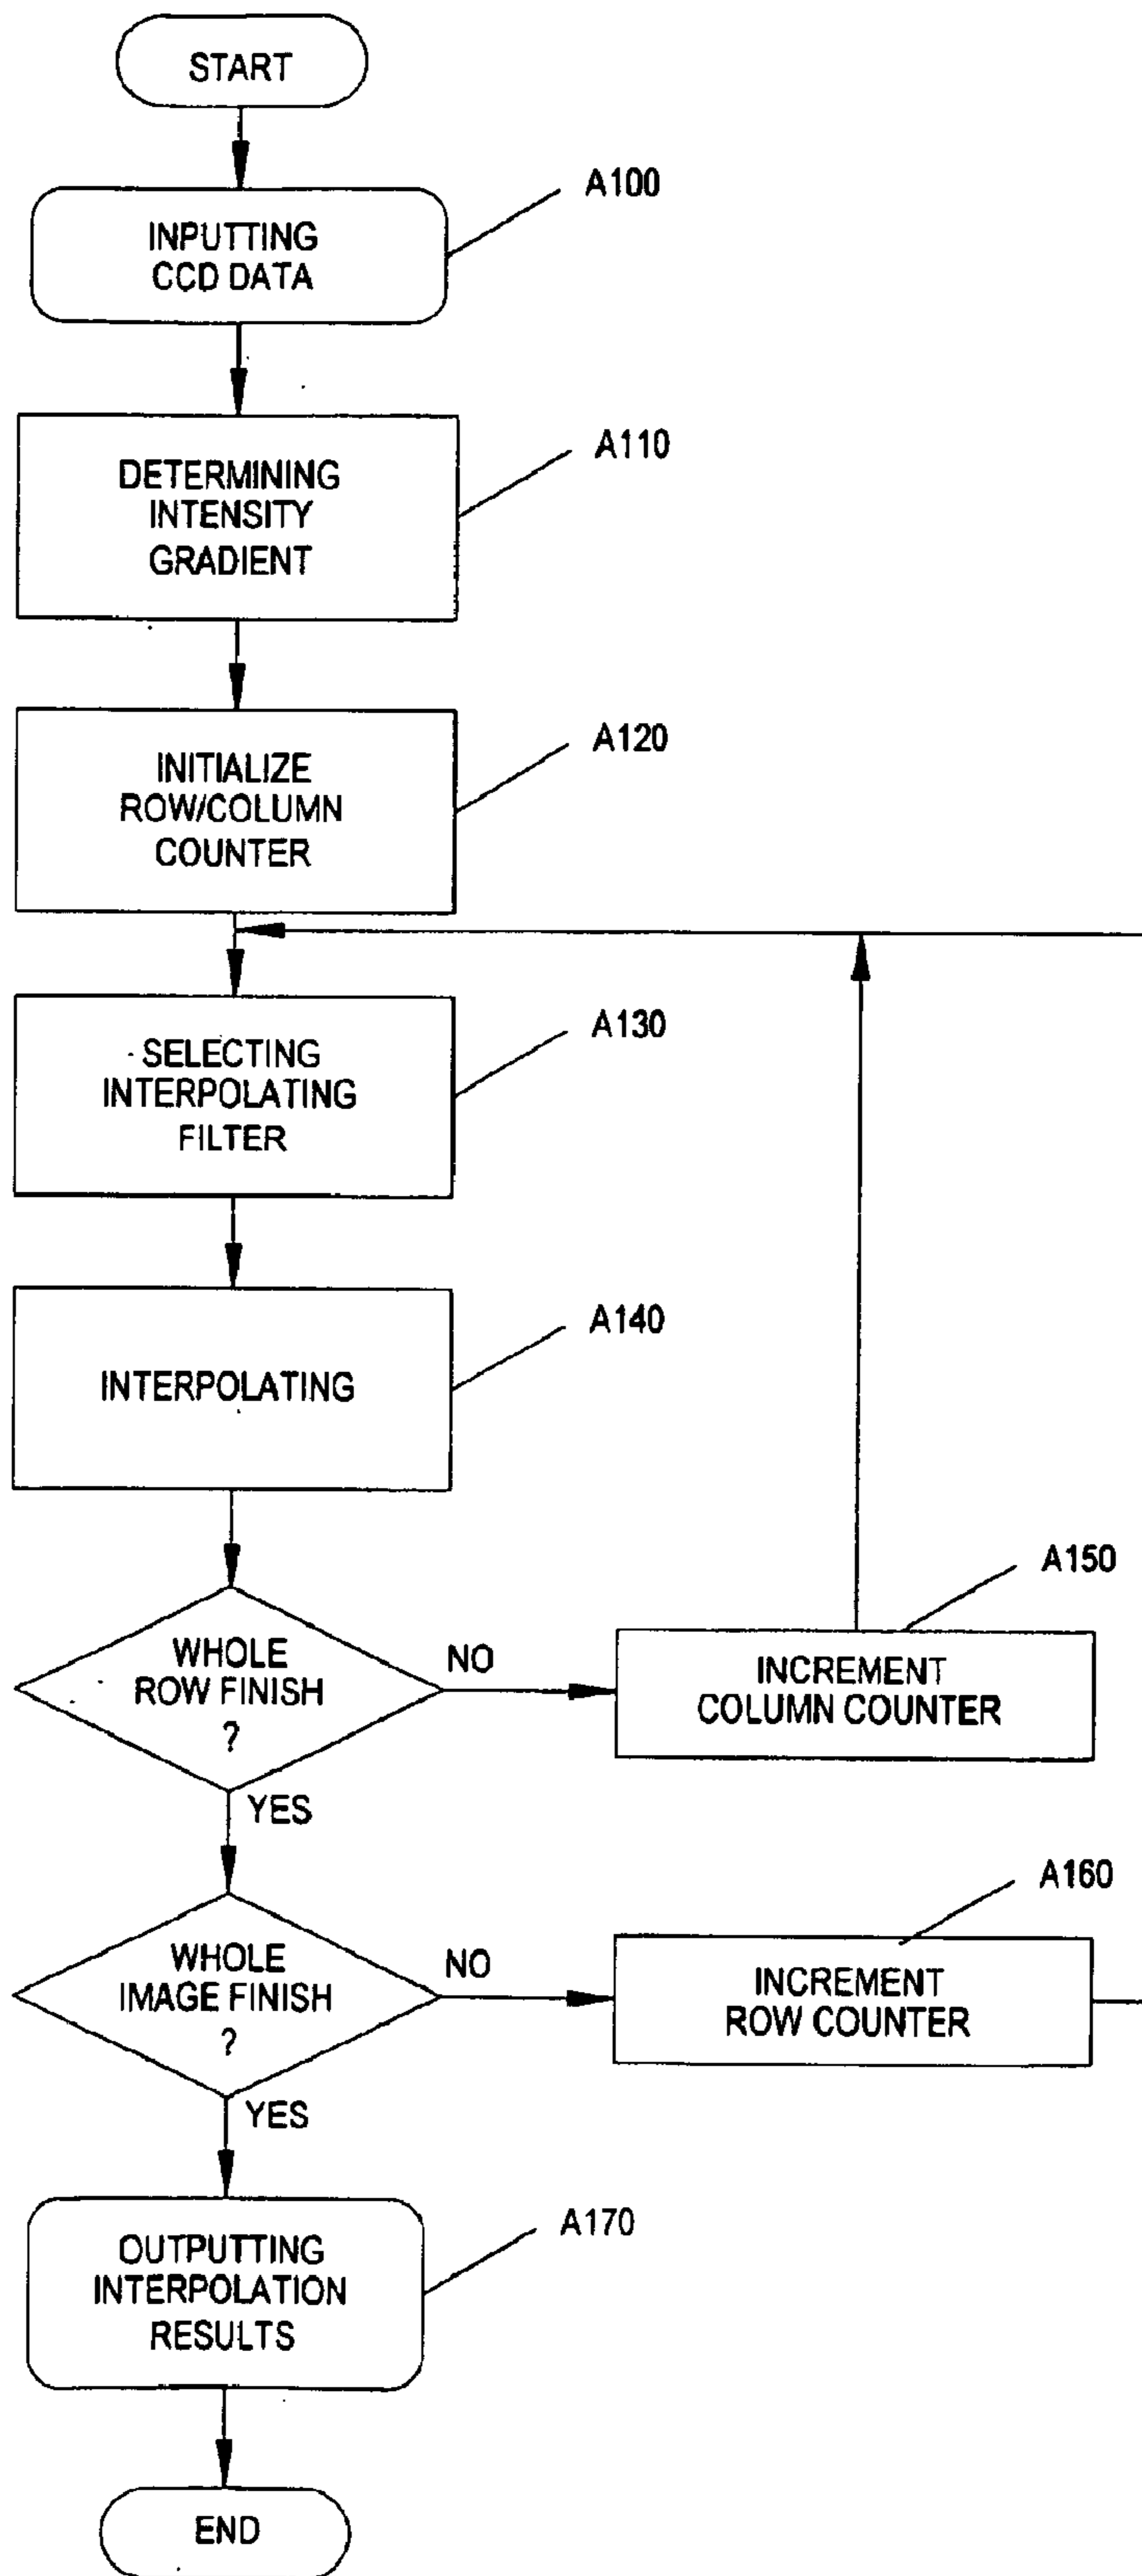 START
A100
INPUTTING
CCD DATA
A110
DETERMINING
INTENSITY
GRADIENT
A120
INITIALIZE
ROW/COLUMN
COUNTER
A130
SELECTING
INTERPOLATING
FILTER
A140
INTERPOLATING
A150
WHOLE
ROW FINISH
?
NO
INCREMENT
COLUMN COUNTER
YES
A160
WHOLE
IMAGE FINISH
?
NO
INCREMENT
ROW COUNTER
YES
A170
OUTPUTTING
INTERPOLATION
RESULTS
END